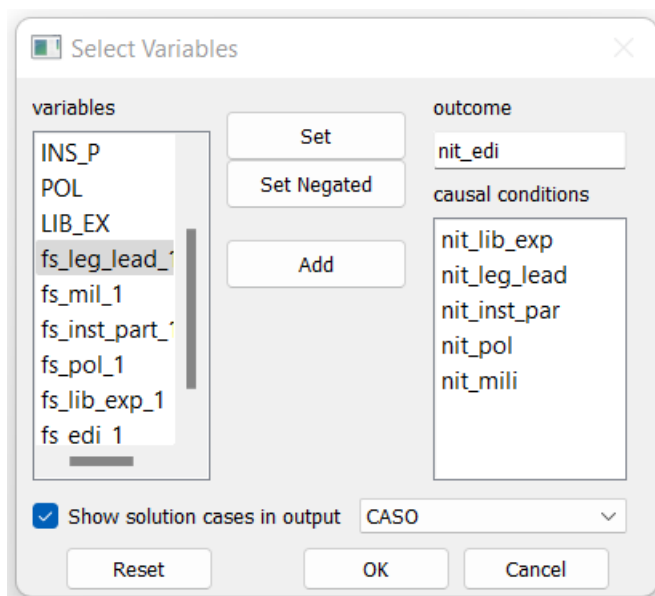 Select Variables
variables
INS_P
POL
LIB_EX
fs_leg_lead_1
fs_mil_1
fs_inst_part_1
fs_pol_1
fs_lib_exp_1
fs_edi_1
Set
Set Negated
Add
outcome
nit_edi
causal conditions
nit_lib_exp
nit_leg_lead
nit_inst_par
nit_pol
nit_mili
Show solution cases in output
CASO
Reset
OK
Cancel